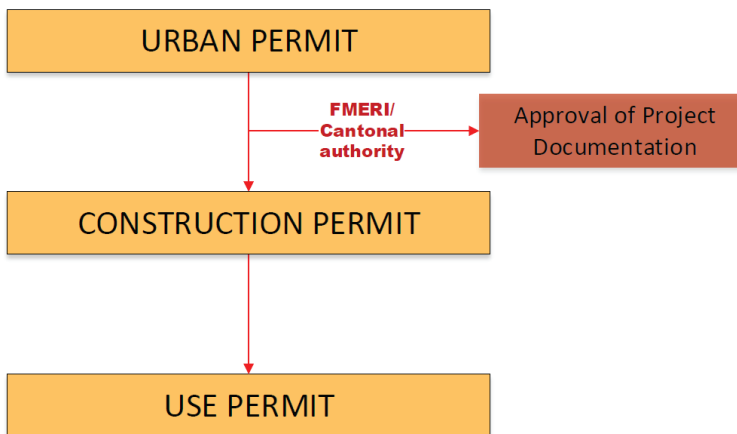 URBAN PERMIT
FMERI/
Cantonal
authority
Approval of Project
Documentation
CONSTRUCTION PERMIT
USE PERMIT